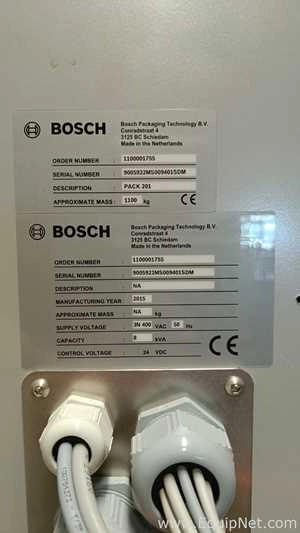 BOSCH
Bosch Packaging Technology B.V.
Conradstraat 4
3125 BC Schiedam
Made in the Netherlands
ORDER NUMBER : 1100001755
SERIAL NUMBER : 9005922MS0094015DM
DESCRIPTION : PACK 201
APPROXIMATE MASS : 1100 kg
CE
BOSCH
Bosch Packaging Technology B.V.
Conradstraat 4
3125 BC Schiedam
Made in the Netherlands
ORDER NUMBER : 1100001755
SERIAL NUMBER : 9005922MS0094015DM
DESCRIPTION : NA
MANUFACTURING YEAR : 2015
APPROXIMATE MASS : NA kg
SUPPLY VOLTAGE : 3N 400 VAC 50 Hz
CAPACITY : 8 kVA
CONTROL VOLTAGE : 24 VDC
CE
www.EquipNet.com